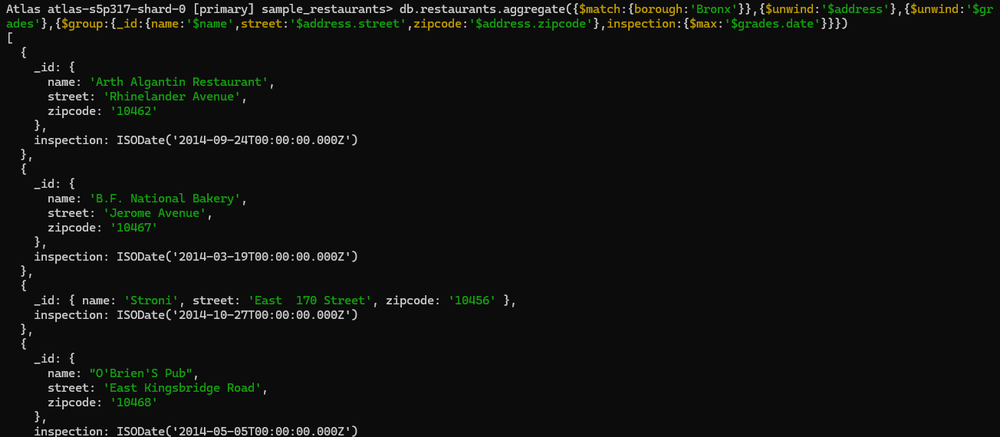 Atlas atlas-s5p317-shard-0 [primary] sample_restaurants> db.restaurants.aggregate({$match:{borough:'Bronx'}},{$unwind:'$address'},{$unwind:'$gr
ades'},{$group:{_id:{name:'$name',street:'$address.street',zipcode:'$address.zipcode'},inspection:{$max:'$grades.date'}}})
[
  {
    _id: {
      name: 'Arth Algantin Restaurant',
      street: 'Rhinelander Avenue',
      zipcode: '10462'
    },
    inspection: ISODate('2014-09-24T00:00:00.000Z')
  },
  {
    _id: {
      name: 'B.F. National Bakery',
      street: 'Jerome Avenue',
      zipcode: '10467'
    },
    inspection: ISODate('2014-03-19T00:00:00.000Z')
  },
  {
    _id: { name: 'Stroni', street: 'East  170 Street', zipcode: '10456' },
    inspection: ISODate('2014-10-27T00:00:00.000Z')
  },
  {
    _id: {
      name: "O'Brien'S Pub",
      street: 'East Kingsbridge Road',
      zipcode: '10468'
    },
    inspection: ISODate('2014-05-05T00:00:00.000Z')